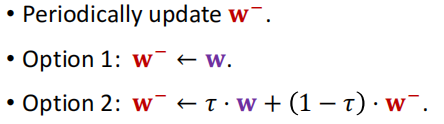 • Periodically update w⁻.
• Option 1: w⁻ ← w.
• Option 2: w⁻ ← τ · w + (1 − τ) · w⁻.